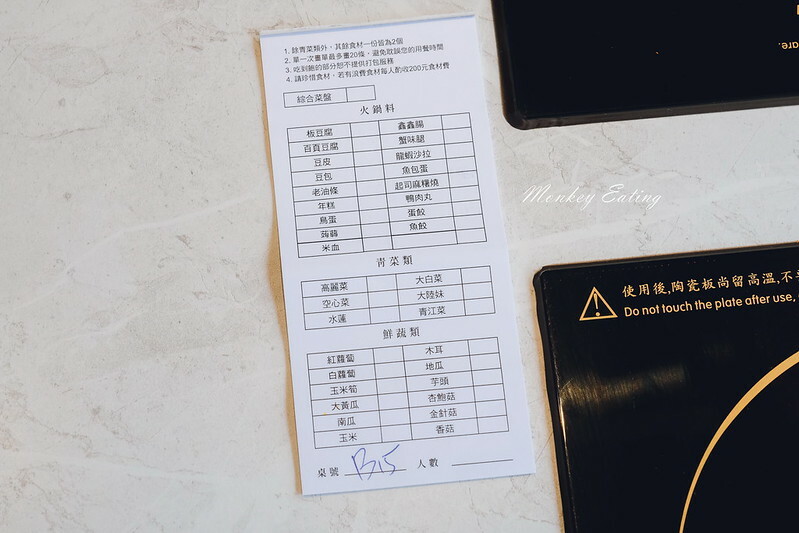 1. 除青菜類外，其餘食材一份皆為2個
2. 單一次畫單最多畫20條，避免耽誤您的用餐時間
3. 吃到飽的部分恕不提供打包服務
4. 請珍惜食材，若有浪費食材每人酌收200元食材費
綜合菜盤
火鍋料
板豆腐 鑫鑫腸
百頁豆腐 蟹味腿
豆皮 龍蝦沙拉
豆包 魚包蛋
老油條 起司麻糬燒
年糕 鴨肉丸
鳥蛋 蛋餃
蒟蒻 魚餃
米血
青菜類
高麗菜 大白菜
空心菜 大陸妹
水蓮 青江菜
鮮蔬類
紅蘿蔔 木耳
白蘿蔔 地瓜
玉米筍 芋頭
大黃瓜 杏鮑菇
南瓜 金針菇
玉米 香菇
桌號 B15 人數
Monkey Eating
使用後,陶瓷板尚留高溫,不
Do not touch the plate after use,